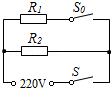 R₁ S₀
R₂
220V S